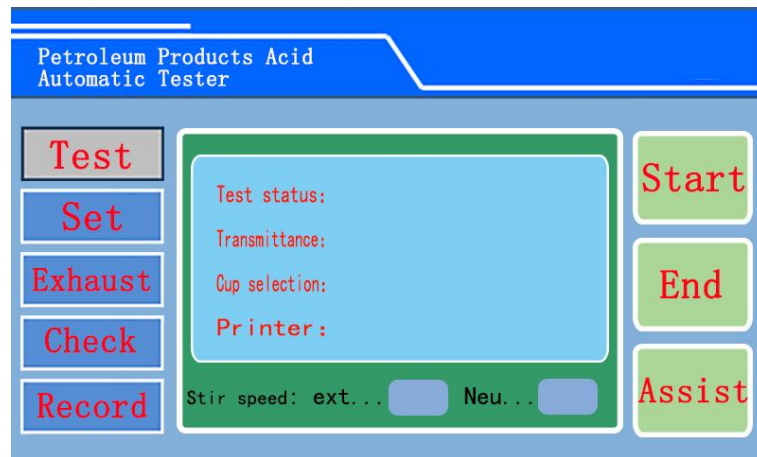 Petroleum Products Acid
Automatic Tester
Test
Set
Exhaust
Check
Record
Test status:
Transmittance:
Cup selection:
Printer:
Stir speed: ext... Neu...
Start
End
Assist